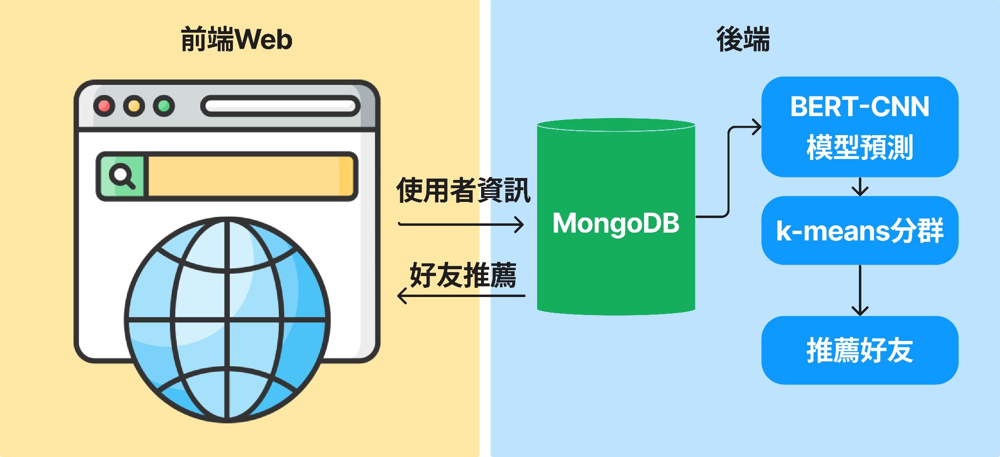 前端Web
使用者資訊
好友推薦
後端
MongoDB
BERT-CNN
模型預測
k-means分群
推薦好友